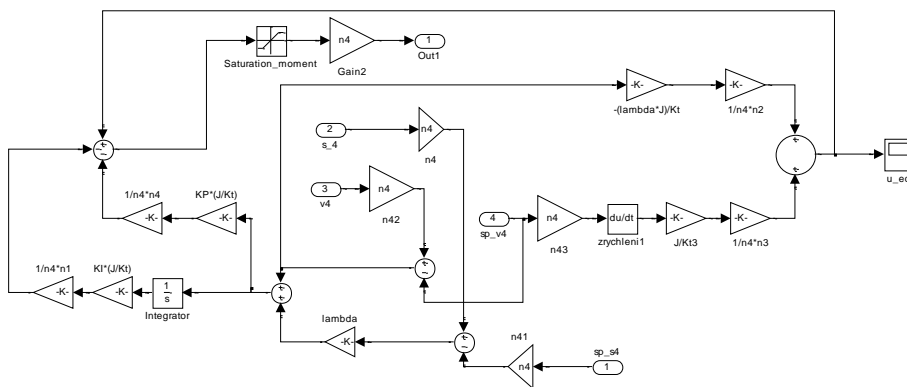 n4
Saturation_moment
Gain2
1
Out1
-K-
-(lambda*J)/Kt
-K-
1/n4*n2
2
s_4
n4
n4
3
v4
n4
n42
1/n4*n4
-K-
KP*(J/Kt)
-K-
4
sp_v4
n4
n43
du/dt
zrychleni1
-K-
J/Kt3
-K-
1/n4*n3
1/n4*n1
-K-
KI*(J/Kt)
-K-
1
s
Integrator
lambda
-K-
n41
n4
sp_s4
1